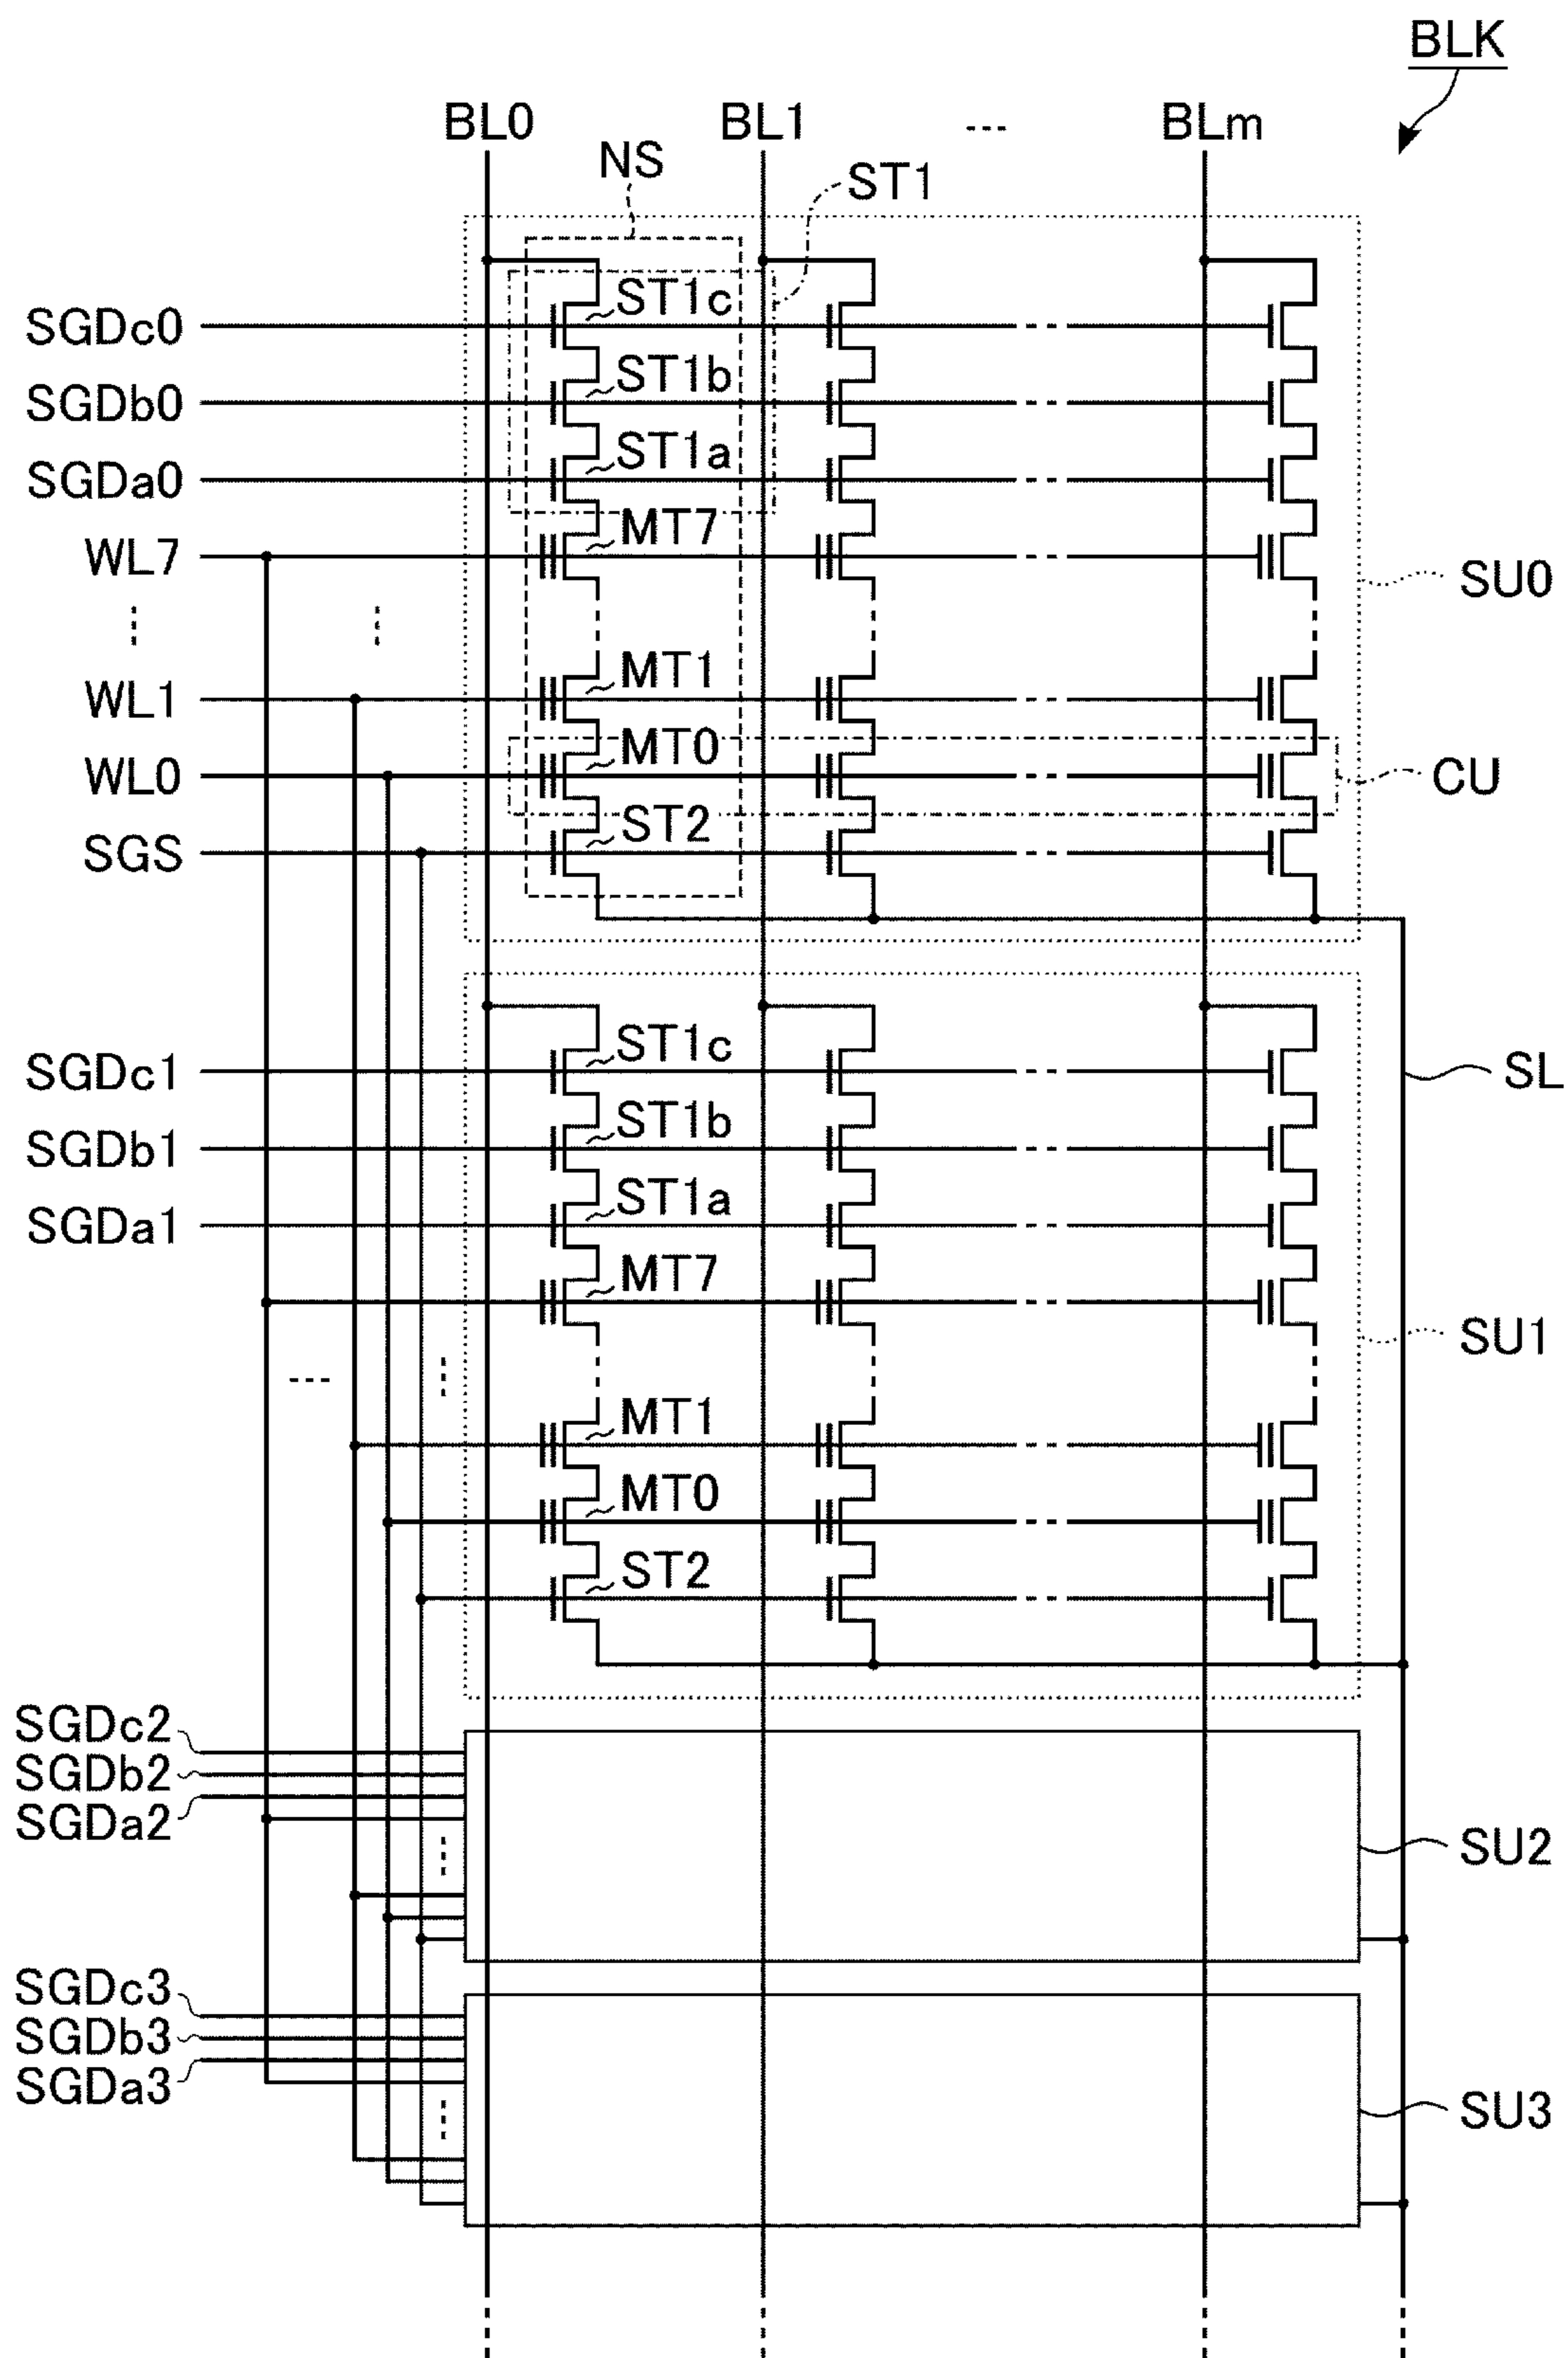 BLK
BL0 BL1 ... BLm
NS
ST1
SGDc0 ST1c
SGDb0 ST1b
SGDa0 ST1a
WL7 MT7
SU0
WL1 MT1
WL0 MT0 CU
SGS ST2
SGDc1 ST1c SL
SGDb1 ST1b
SGDa1 ST1a
MT7
SU1
MT1
MT0
ST2
SGDc2
SGDb2
SGDa2
SU2
SGDc3
SGDb3
SGDa3
SU3